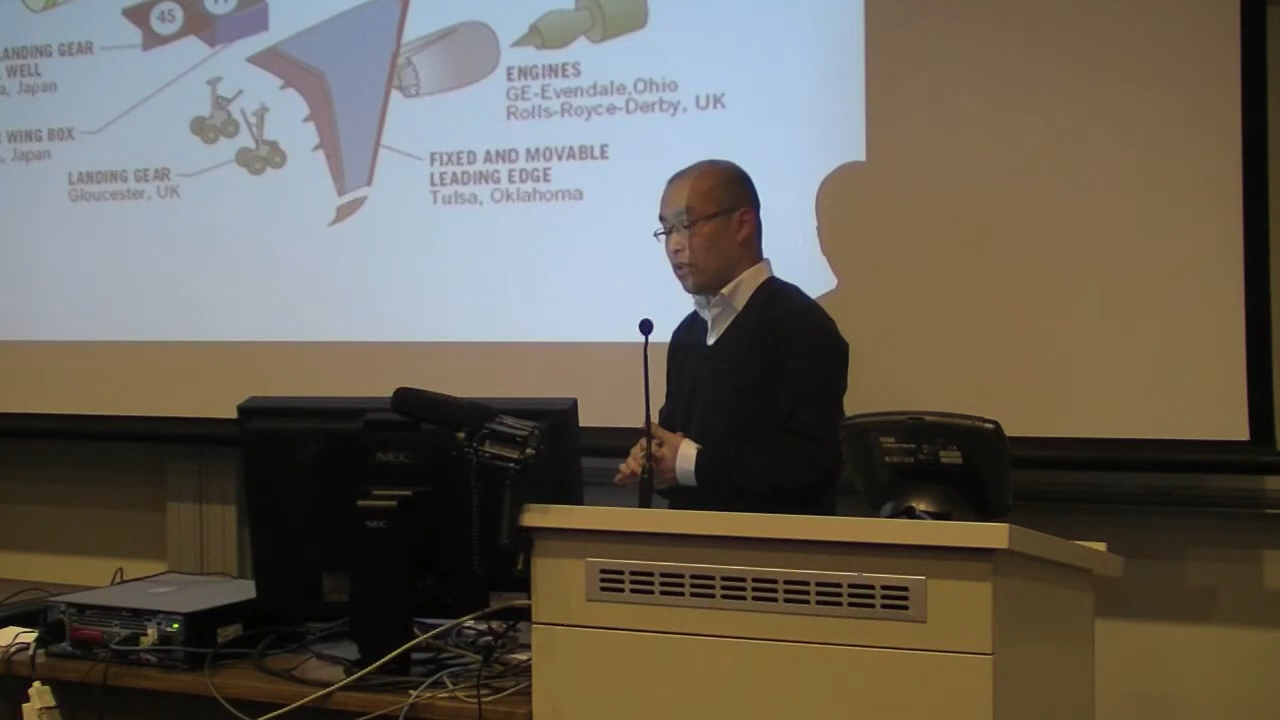 45
LANDING GEAR
WELL
Japan
WING BOX
Japan
LANDING GEAR
Gloucester, UK
ENGINES
GE-Evendale, Ohio
Rolls-Royce-Derby, UK
FIXED AND MOVABLE
LEADING EDGE
Tulsa, Oklahoma
NEC
NEC